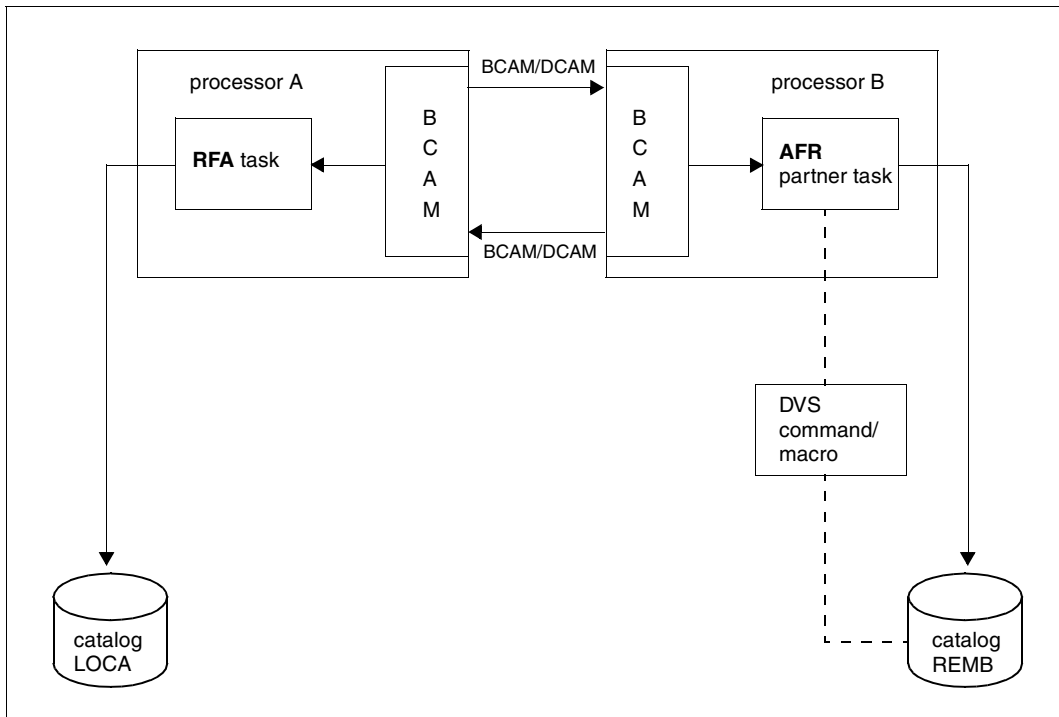 BCAM/DCAM
processor A
processor B
B
C
A
M
B
C
A
M
RFA task
AFR
partner task
BCAM/DCAM
DVS
command/
macro
catalog
LOCA
catalog
REMB